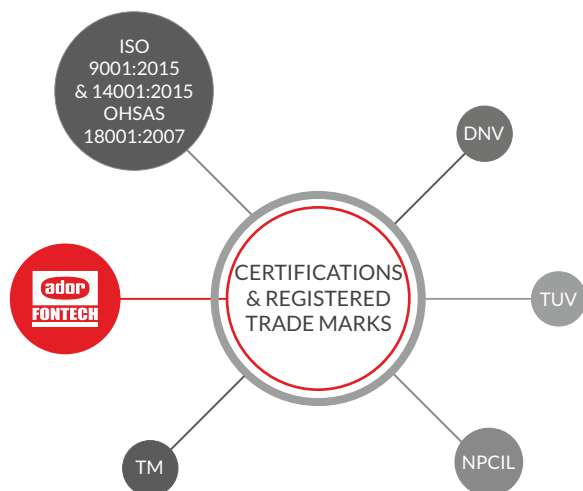 ISO
9001:2015
& 14001:2015
OHSAS
18001:2007
DNV
CERTIFICATIONS
& REGISTERED
TRADE MARKS
ador
FONTECH
TUV
TM
NPCIL